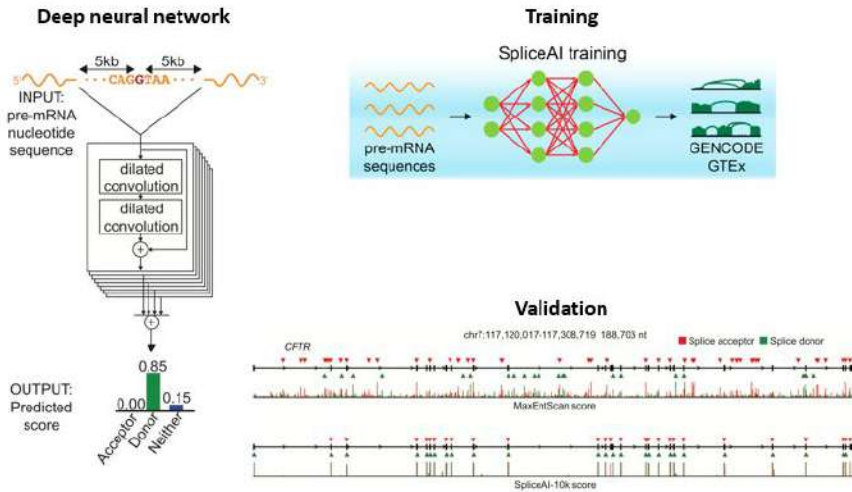 Deep neural network
5kb 5kb
5' ···CAGGTAA··· 3'
INPUT:
pre-mRNA
nucleotide
sequence
dilated
convolution
dilated
convolution
+
+
OUTPUT:
Predicted
score
0.00
0.85
0.15
Acceptor
Donor
Neither
Training
SpliceAI training
pre-mRNA
sequences
GENCODE
GTEx
Validation
chr7:117,120,017-117,308,719 188,703 nt
Splice acceptor Splice donor
CFTR
MaxEntScan score
SpliceAI-10k score